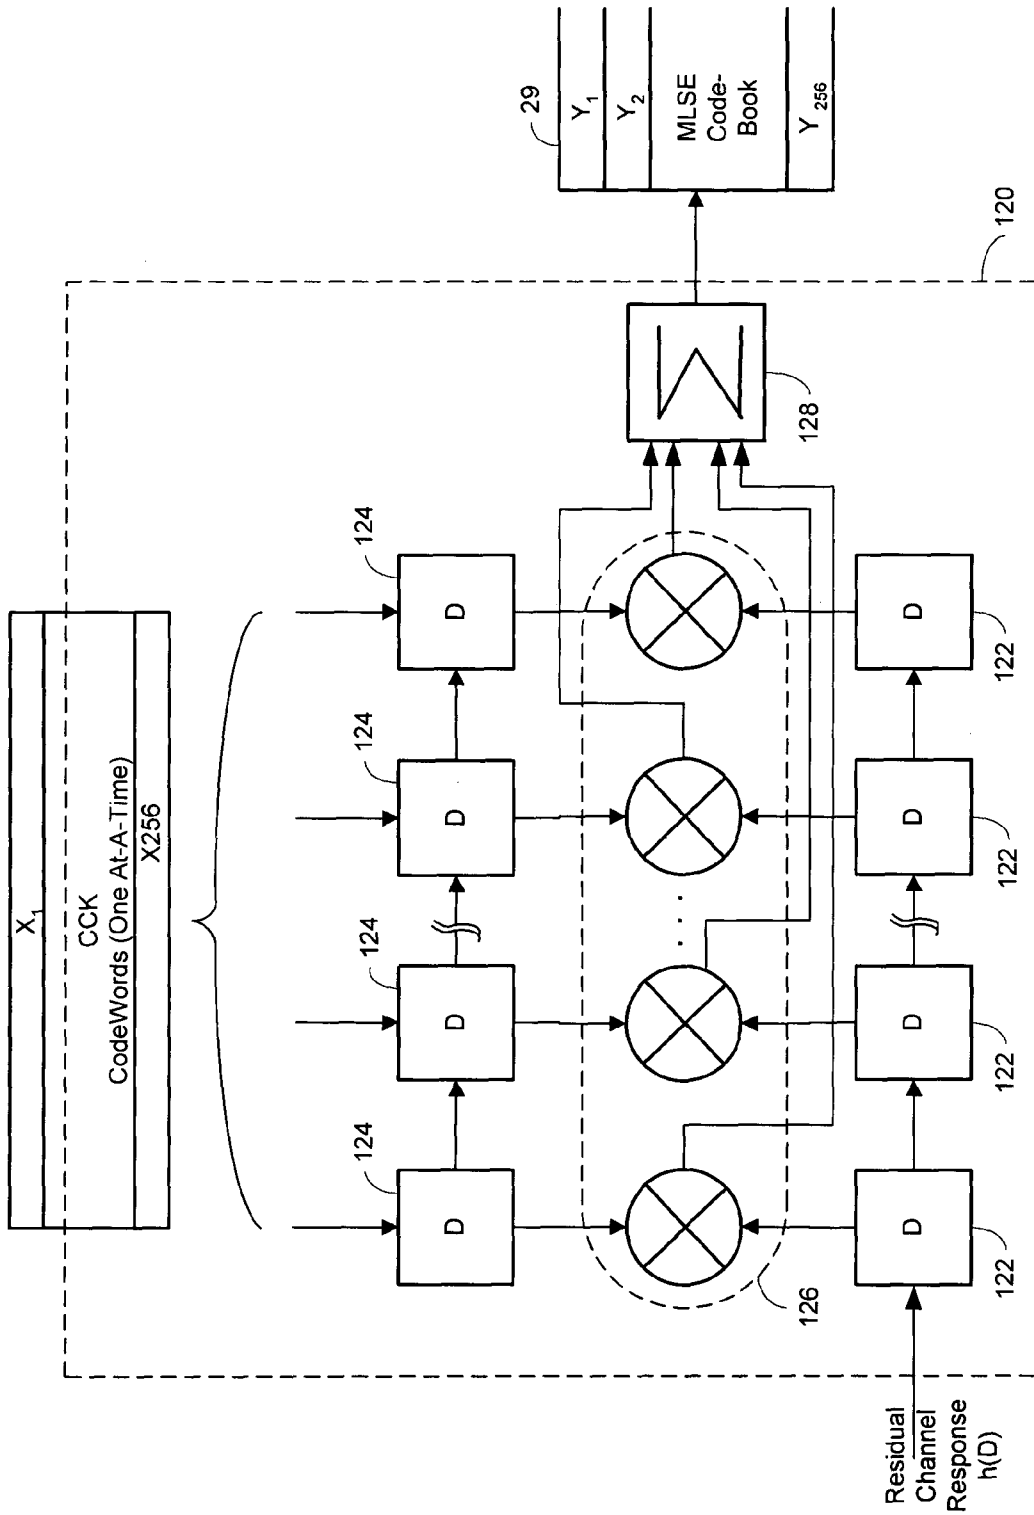 X1
CCK
CodeWords (One At-A-Time)
X256
124
124
124
124
D
D
D
D
. . . .
126
128
Σ
29
Y1
Y2
MLSE
Code-
Book
Y256
120
Residual
Channel
Response
h(D)
D
D
D
D
122
122
122
122